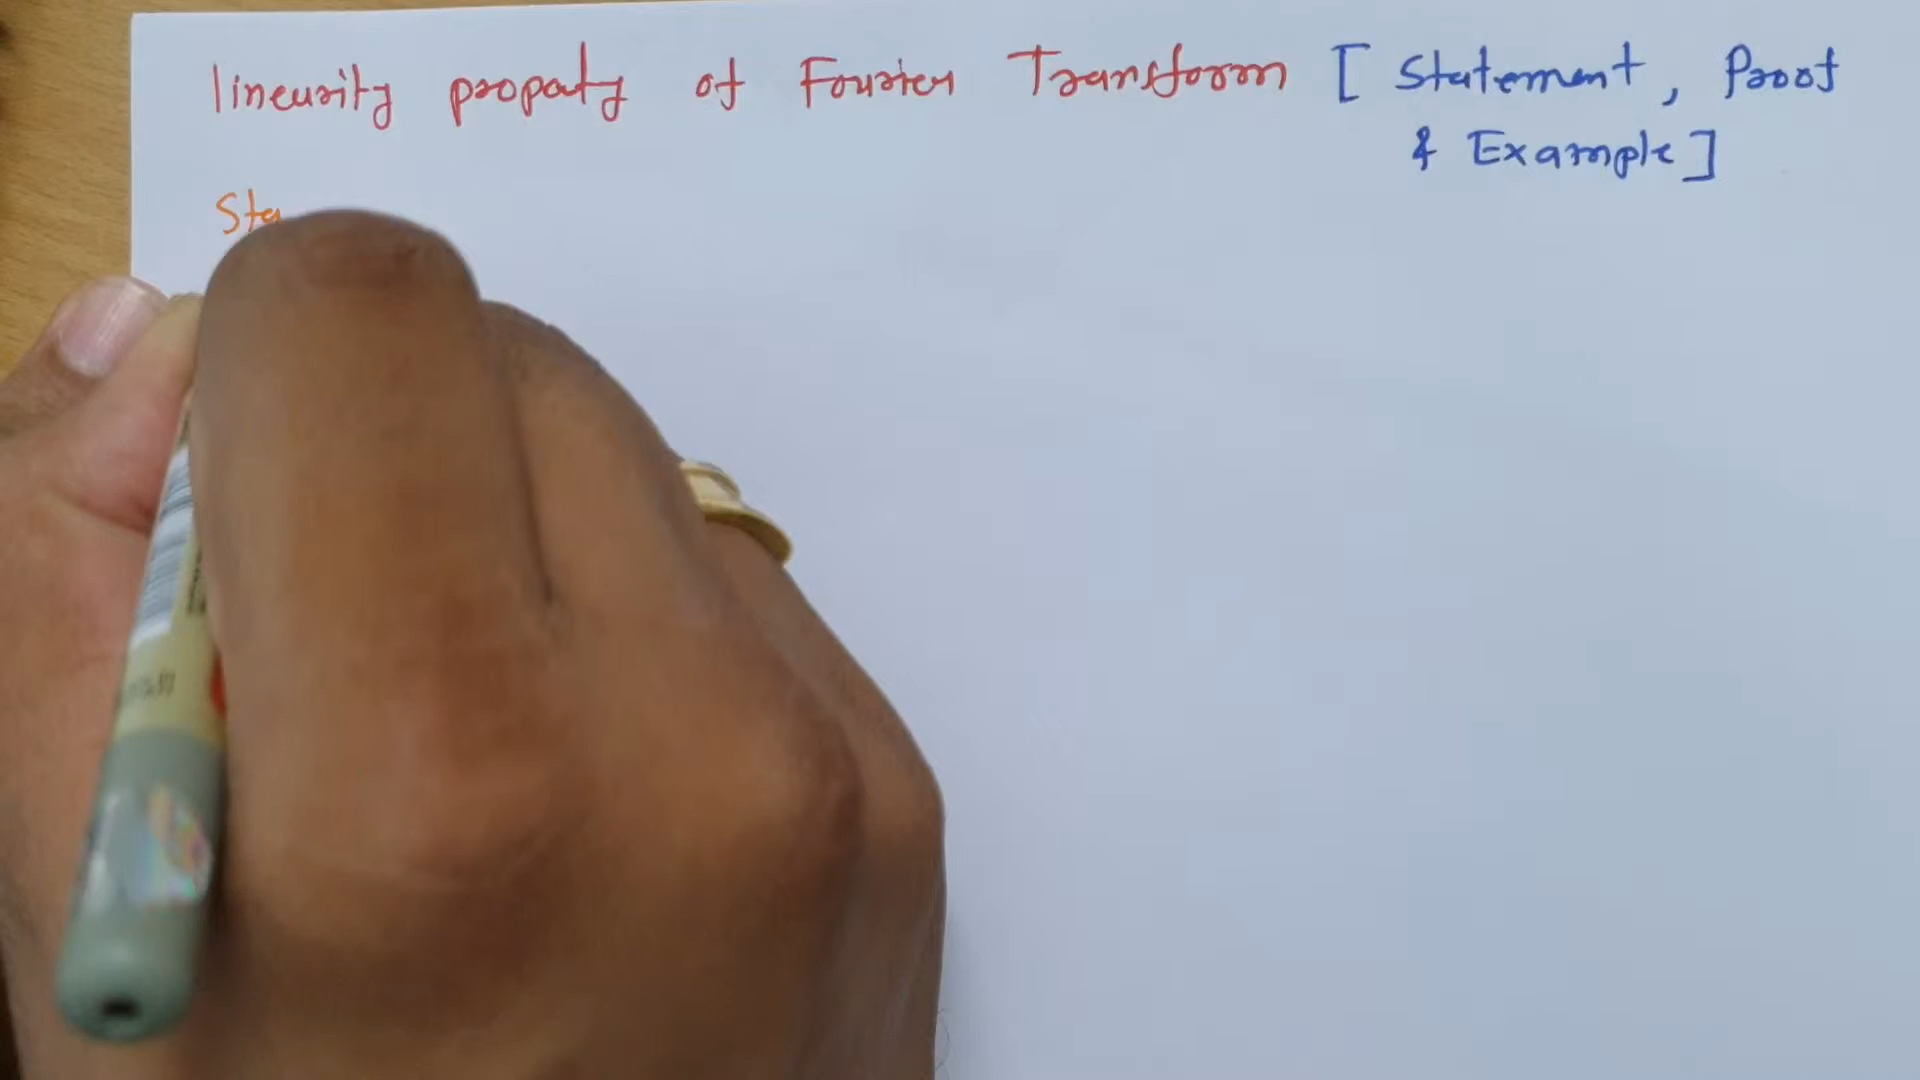 linearity property of Fourier Transform [ Statement, Proof
& Example ]
Sta